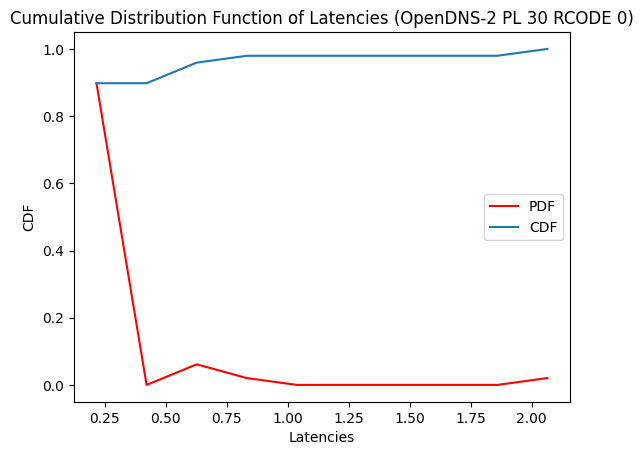 Cumulative Distribution Function of Latencies (OpenDNS-2 PL 30 RCODE 0)
1.0
0.8
0.6
0.4
0.2
0.0
CDF
PDF
CDF
0.25 0.50 0.75 1.00 1.25 1.50 1.75 2.00
Latencies